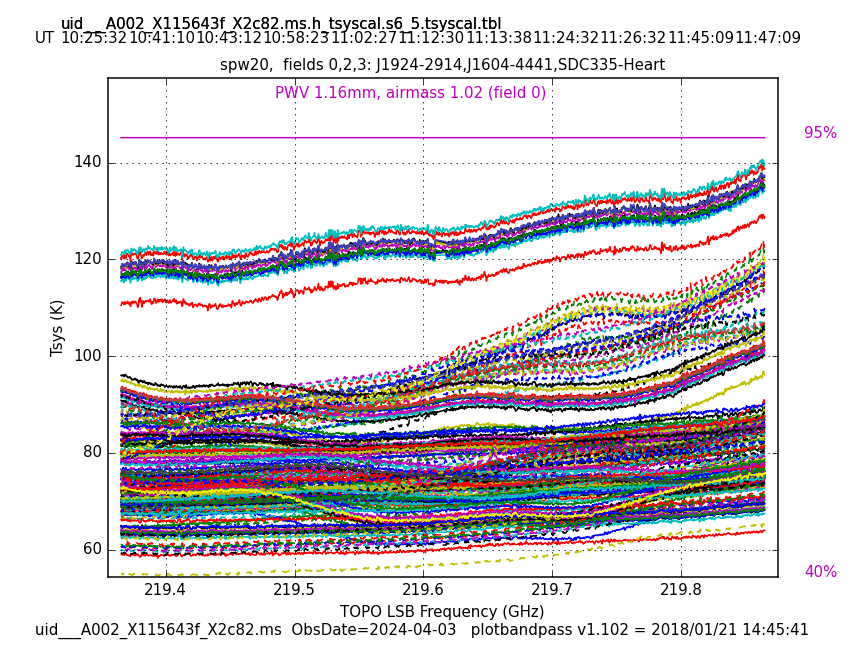 uid___A002_X115643f_X2c82.ms.h_tsyscal.s6_5.tsyscal.tbl
UT 10:25:32 10:41:10 10:43:12 10:58:23 11:02:27 11:12:30 11:13:38 11:24:32 11:26:32 11:45:09 11:47:09
spw20, fields 0,2,3: J1924-2914,J1604-4441,SDC335-Heart
PWV 1.16mm, airmass 1.02 (field 0)
95%
140
120
100
80
60
Tsys (K)
40%
219.4 219.5 219.6 219.7 219.8
TOPO LSB Frequency (GHz)
uid___A002_X115643f_X2c82.ms ObsDate=2024-04-03 plotbandpass v1.102 = 2018/01/21 14:45:41